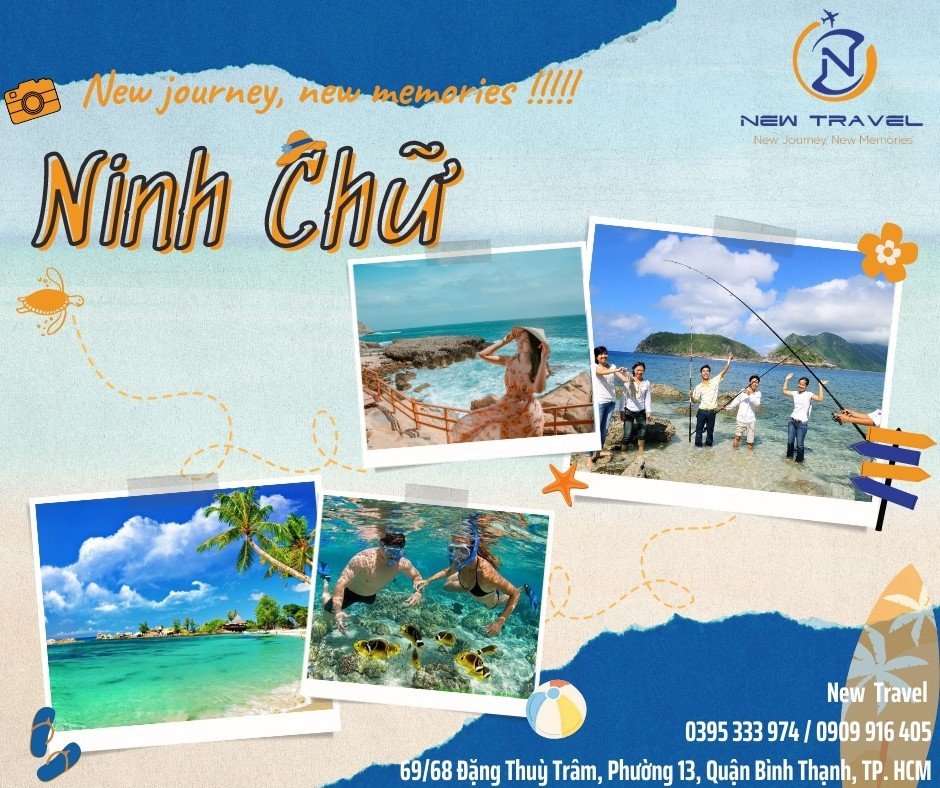 New journey, new memories !!!!!
NEW TRAVEL
New Journey, New Memories
Ninh Chữ
New Travel
0395 333 974 / 0909 916 405
69/68 Đặng Thuỳ Trâm, Phường 13, Quận Bình Thạnh, TP. HCM